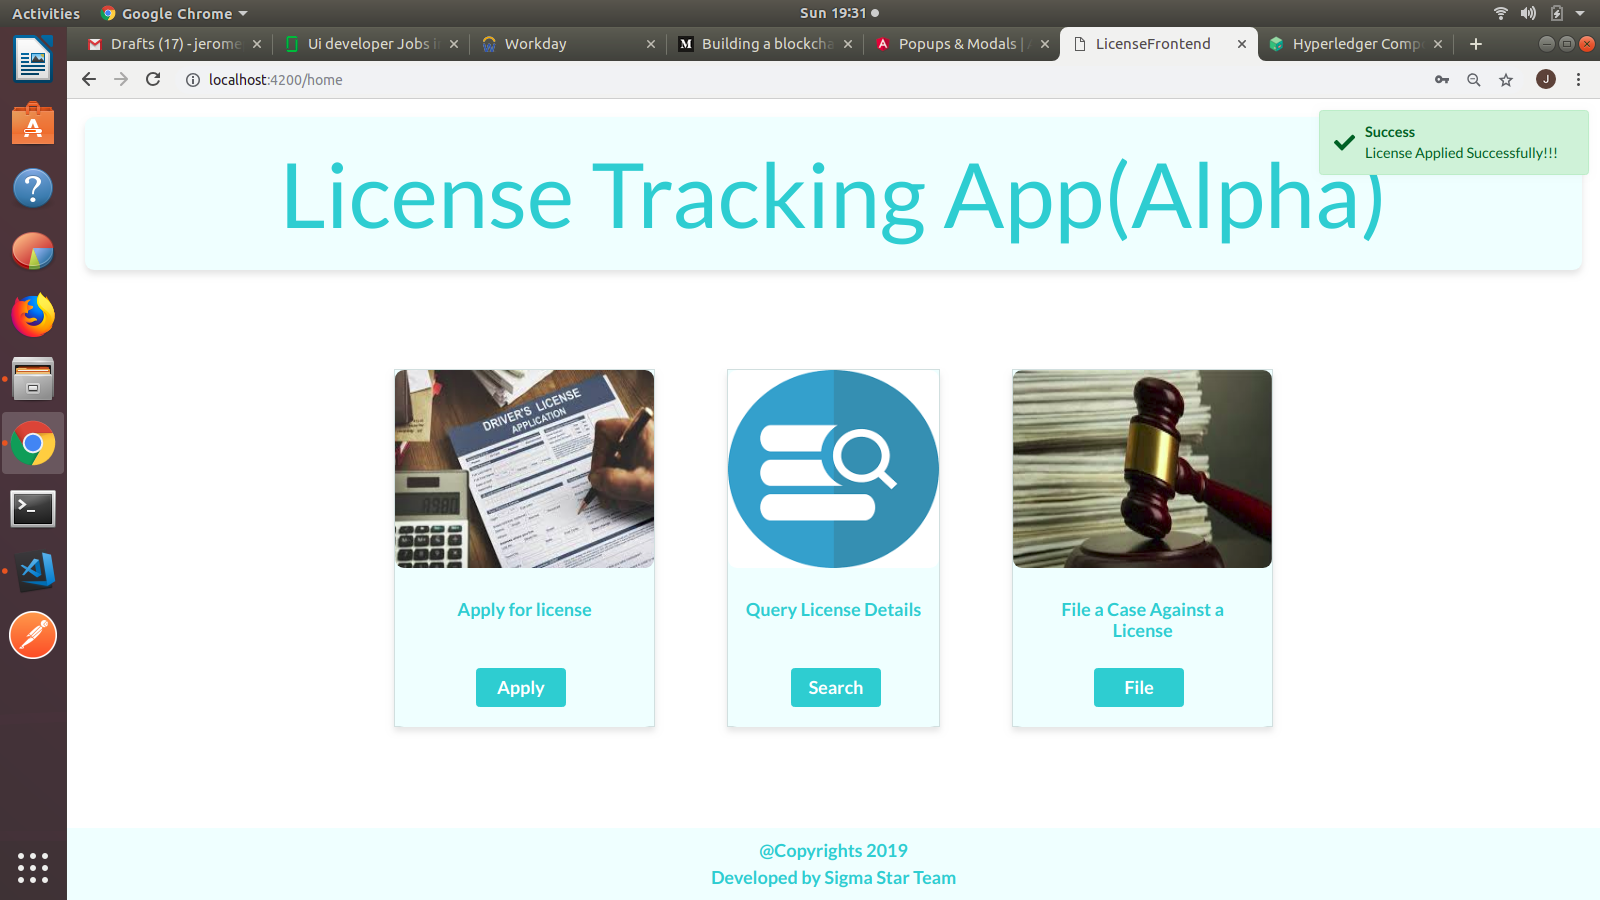 Activities
Google Chrome
Sun 19:31
Drafts (17) - jerome
Ui developer Jobs i
Workday
Building a blockcha
Popups & Modals |
LicenseFrontend
Hyperledger Comp
localhost:4200/home
J
Success
License Applied Successfully!!!
License Tracking App(Alpha)
DRIVER'S LICENSE
APPLICATION
Apply for license
Query License Details
File a Case Against a
License
Apply
Search
File
@Copyrights 2019
Developed by Sigma Star Team